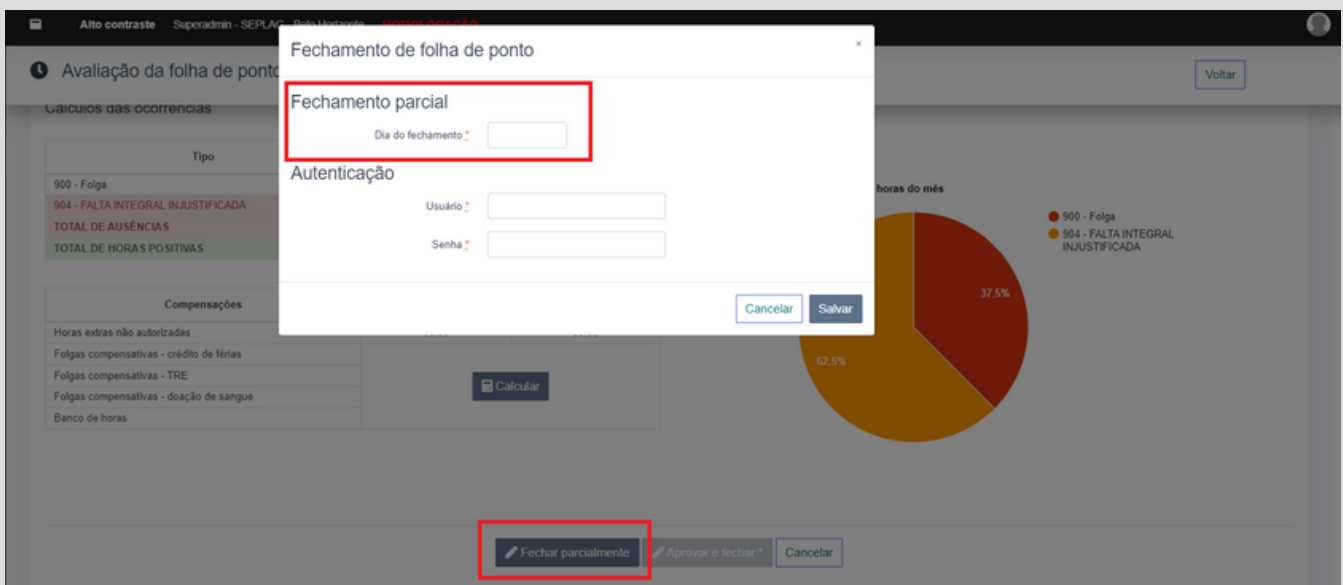 Alto contraste Superadmin - SEPLAG - Belo Horizonte HOMOLOGAÇÃO
Avaliação da folha de ponto
Voltar
Fechamento de folha de ponto ×
Fechamento parcial
Dia do fechamento *
Autenticação
Usuário *
Senha *
Cancelar Salvar
Cálculos das ocorrências
Tipo
900 - Folga
904 - FALTA INTEGRAL INJUSTIFICADA
TOTAL DE AUSÊNCIAS
TOTAL DE HORAS POSITIVAS
horas do mês
37,5%
62,5%
900 - Folga
904 - FALTA INTEGRAL
INJUSTIFICADA
Compensações
Horas extras não autorizadas
Folgas compensativas - crédito de férias
Folgas compensativas - TRE
Folgas compensativas - doação de sangue
Banco de horas
Calcular
Fechar parcialmente Aprovar e fechar * Cancelar